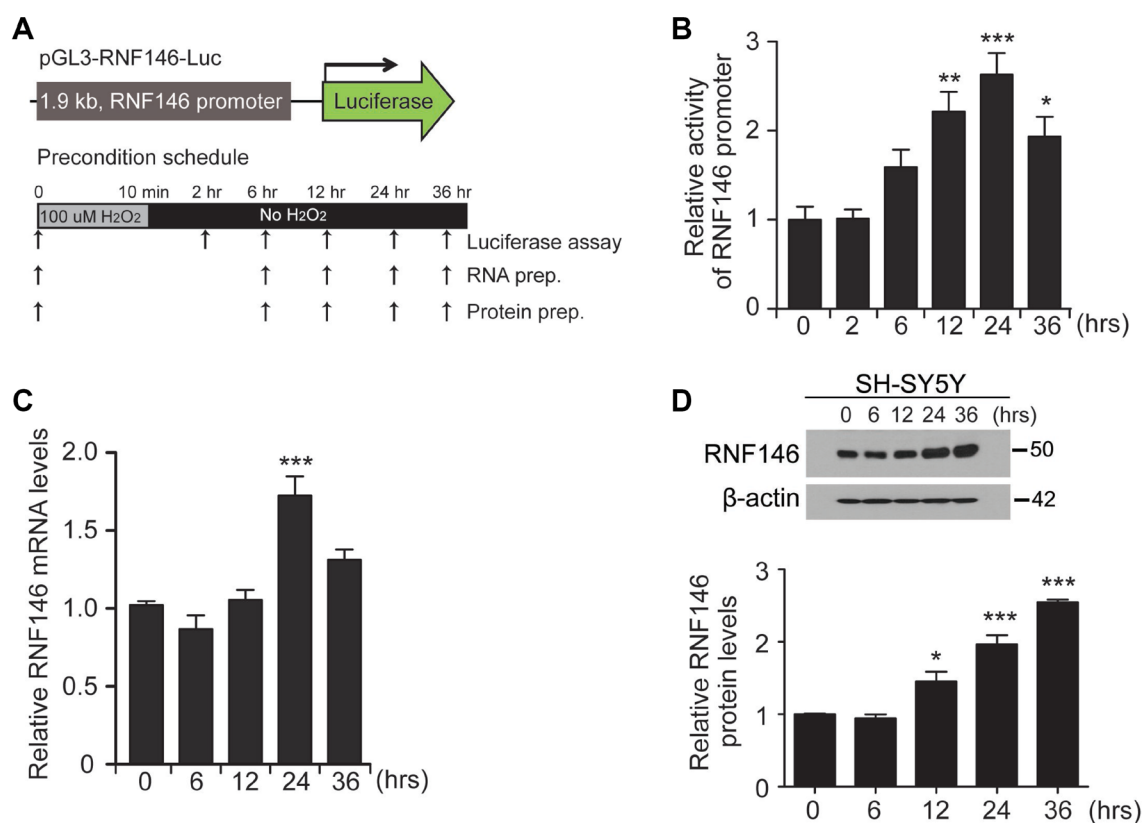 A
pGL3-RNF146-Luc
1.9 kb, RNF146 promoter
Luciferase
Precondition schedule
0 10 min 2 hr 6 hr 12 hr 24 hr 36 hr
100 uM H2O2 No H2O2
Luciferase assay
RNA prep.
Protein prep.
B
Relative activity
of RNF146 promoter
3
2
1
0
** *** *
0 2 6 12 24 36 (hrs)
C
Relative RNF146 mRNA levels
2.0
1.5
1.0
0.5
0
***
0 6 12 24 36 (hrs)
D
SH-SY5Y
0 6 12 24 36 (hrs)
RNF146 50
β-actin 42
Relative RNF146
protein levels
3
2
1
0
* *** ***
0 6 12 24 36 (hrs)